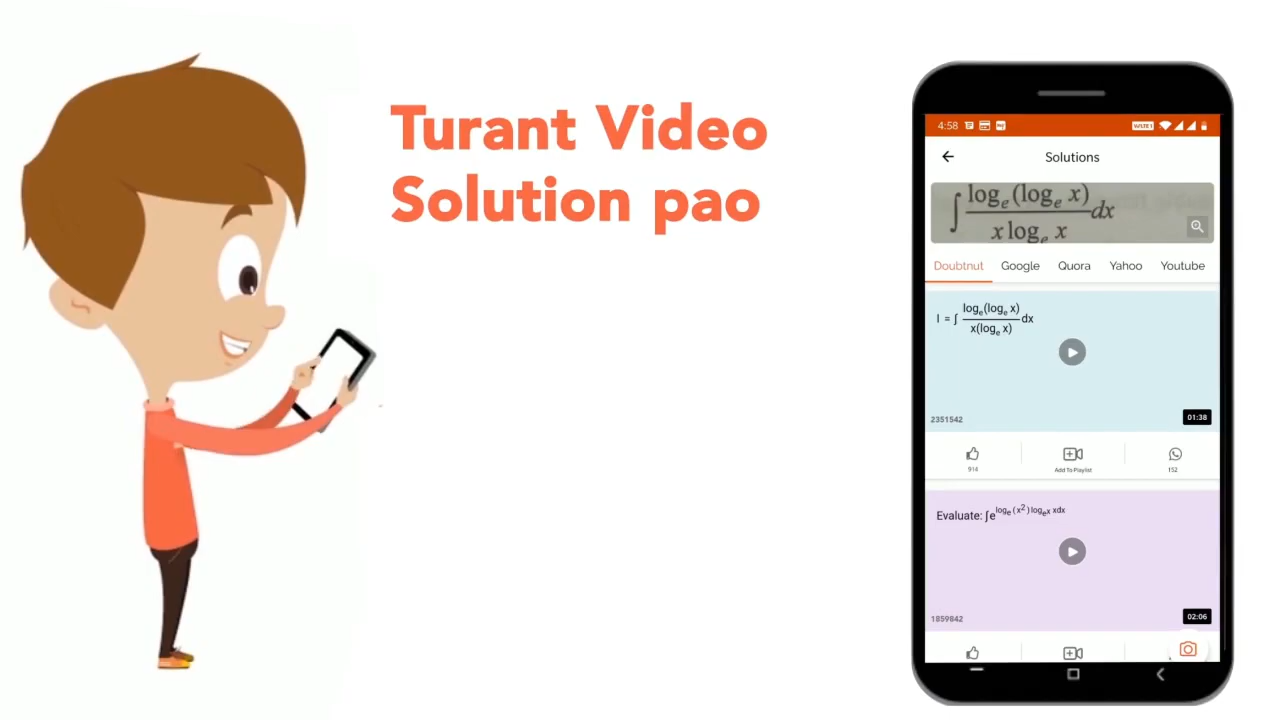 Turant Video
Solution pao
4:58
Solutions
∫ logₑ(logₑ x) / x logₑ x dx
Doubtnut Google Quora Yahoo Youtube
I = ∫ logₑ(logₑ x) / x(logₑ x) dx
2351542 01:38
914 Add To Playlist 152
Evaluate: ∫e^logₑ(x²)logₑx xdx
1859842 02:06